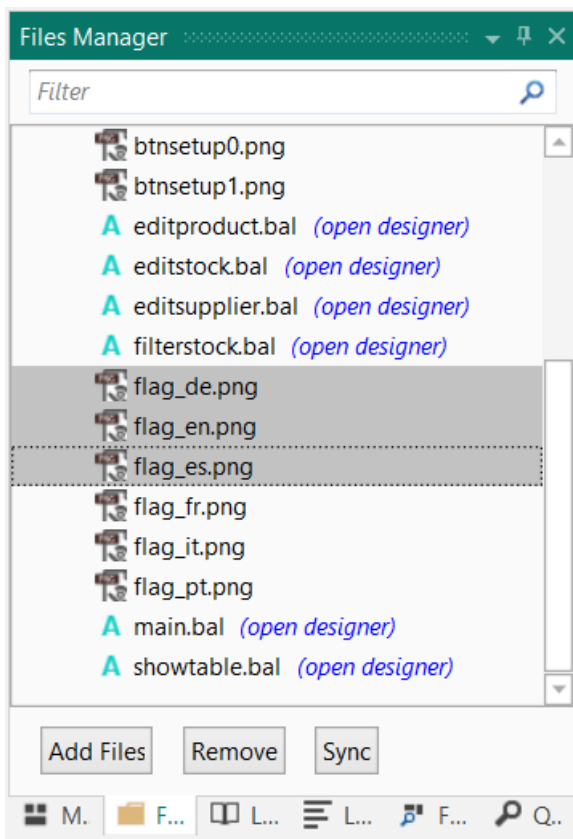 Files Manager
Filter
btnsetup0.png
btnsetup1.png
editproduct.bal (open designer)
editstock.bal (open designer)
editsupplier.bal (open designer)
filterstock.bal (open designer)
flag_de.png
flag_en.png
flag_es.png
flag_fr.png
flag_it.png
flag_pt.png
main.bal (open designer)
showtable.bal (open designer)
Add Files Remove Sync
M.. F... L... L... F... Q..